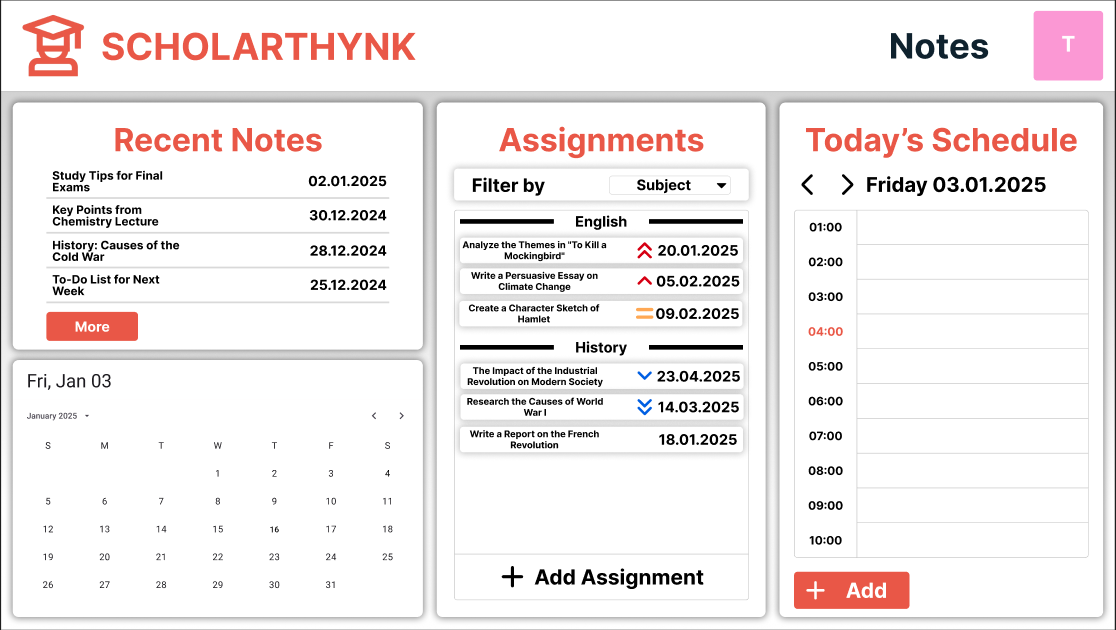 SCHOLARTHYNK
Notes
T
Recent Notes
Study Tips for Final
Exams
02.01.2025
Key Points from
Chemistry Lecture
30.12.2024
History: Causes of the
Cold War
28.12.2024
To-Do List for Next
Week
25.12.2024
More
Fri, Jan 03
January 2025
S M T W T F S
1 2 3 4
5 6 7 8 9 10 11
12 13 14 15 16 17 18
19 20 21 22 23 24 25
26 27 28 29 30 31
Assignments
Filter by
Subject
English
Analyze the Themes in "To Kill a
Mockingbird"
20.01.2025
Write a Persuasive Essay on
Climate Change
05.02.2025
Create a Character Sketch of
Hamlet
09.02.2025
History
The Impact of the Industrial
Revolution on Modern Society
23.04.2025
Research the Causes of World
War I
14.03.2025
Write a Report on the French
Revolution
18.01.2025
+ Add Assignment
Today’s Schedule
Friday 03.01.2025
01:00
02:00
03:00
04:00
05:00
06:00
07:00
08:00
09:00
10:00
+ Add